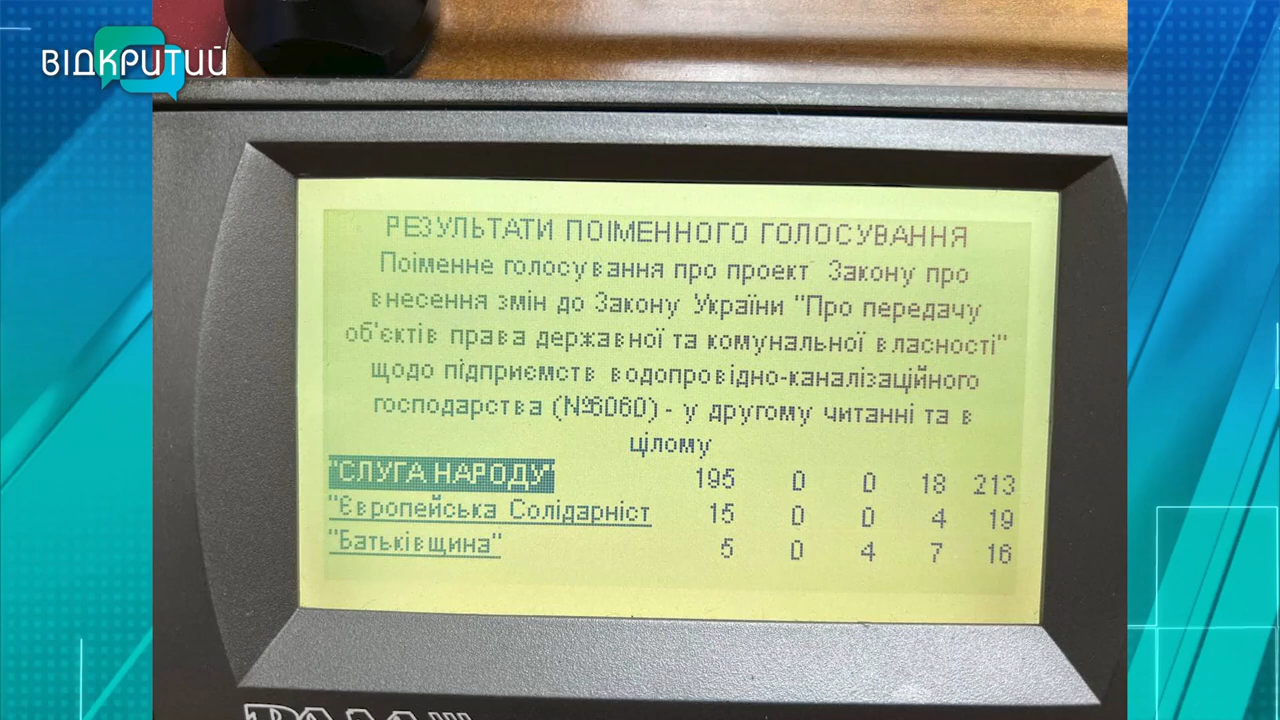 ВІДКРИТИЙ
РЕЗУЛЬТАТИ ПОІМЕННОГО ГОЛОСУВАННЯ
Поіменне голосування про проект Закону про
внесення змін до Закону України "Про передачу
об'єктів права державної та комунальної власності"
щодо підприємств водопровідно-каналізаційного
господарства (№6060) - у другому читанні та в
цілому
"СЛУГА НАРОДУ" 195 0 0 18 213
"Європейська Солідарніст 15 0 0 4 19
"Батьківщина" 5 0 4 7 16